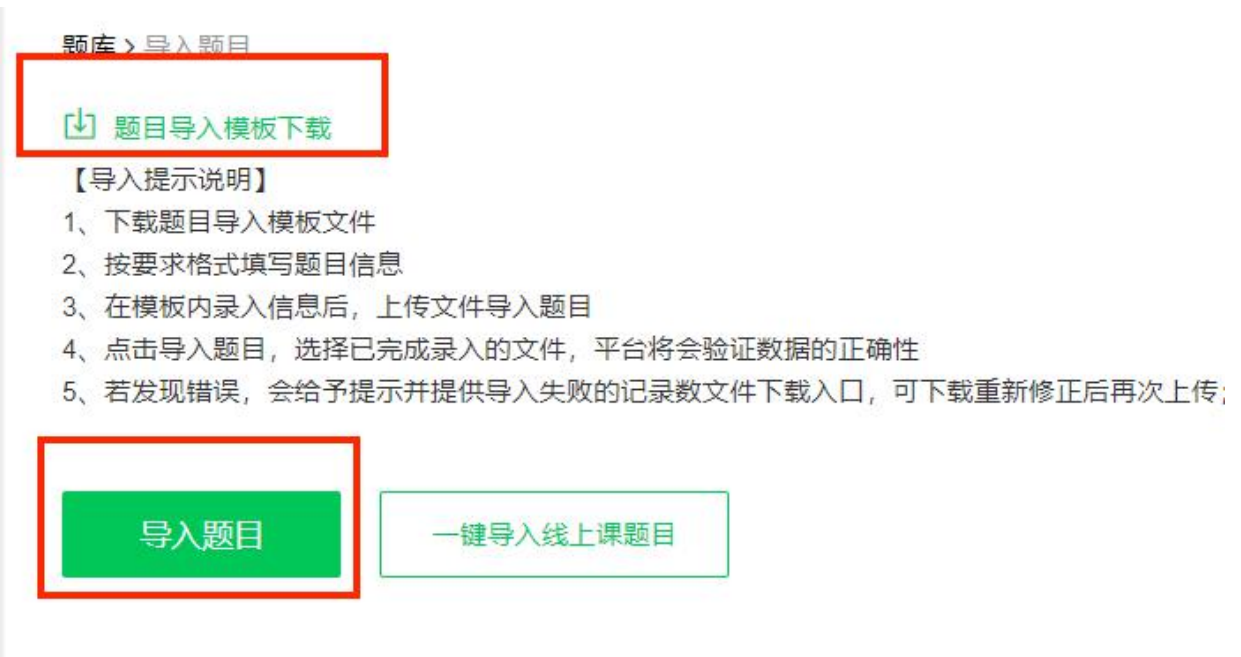 题库 > 导入题目
题目导入模板下载
【导入提示说明】
1、下载题目导入模板文件
2、按要求格式填写题目信息
3、在模板内录入信息后，上传文件导入题目
4、点击导入题目，选择已完成录入的文件，平台将会验证数据的正确性
5、若发现错误，会给予提示并提供导入失败的记录数文件下载入口，可下载重新修正后再次上传；
导入题目
一键导入线上课题目